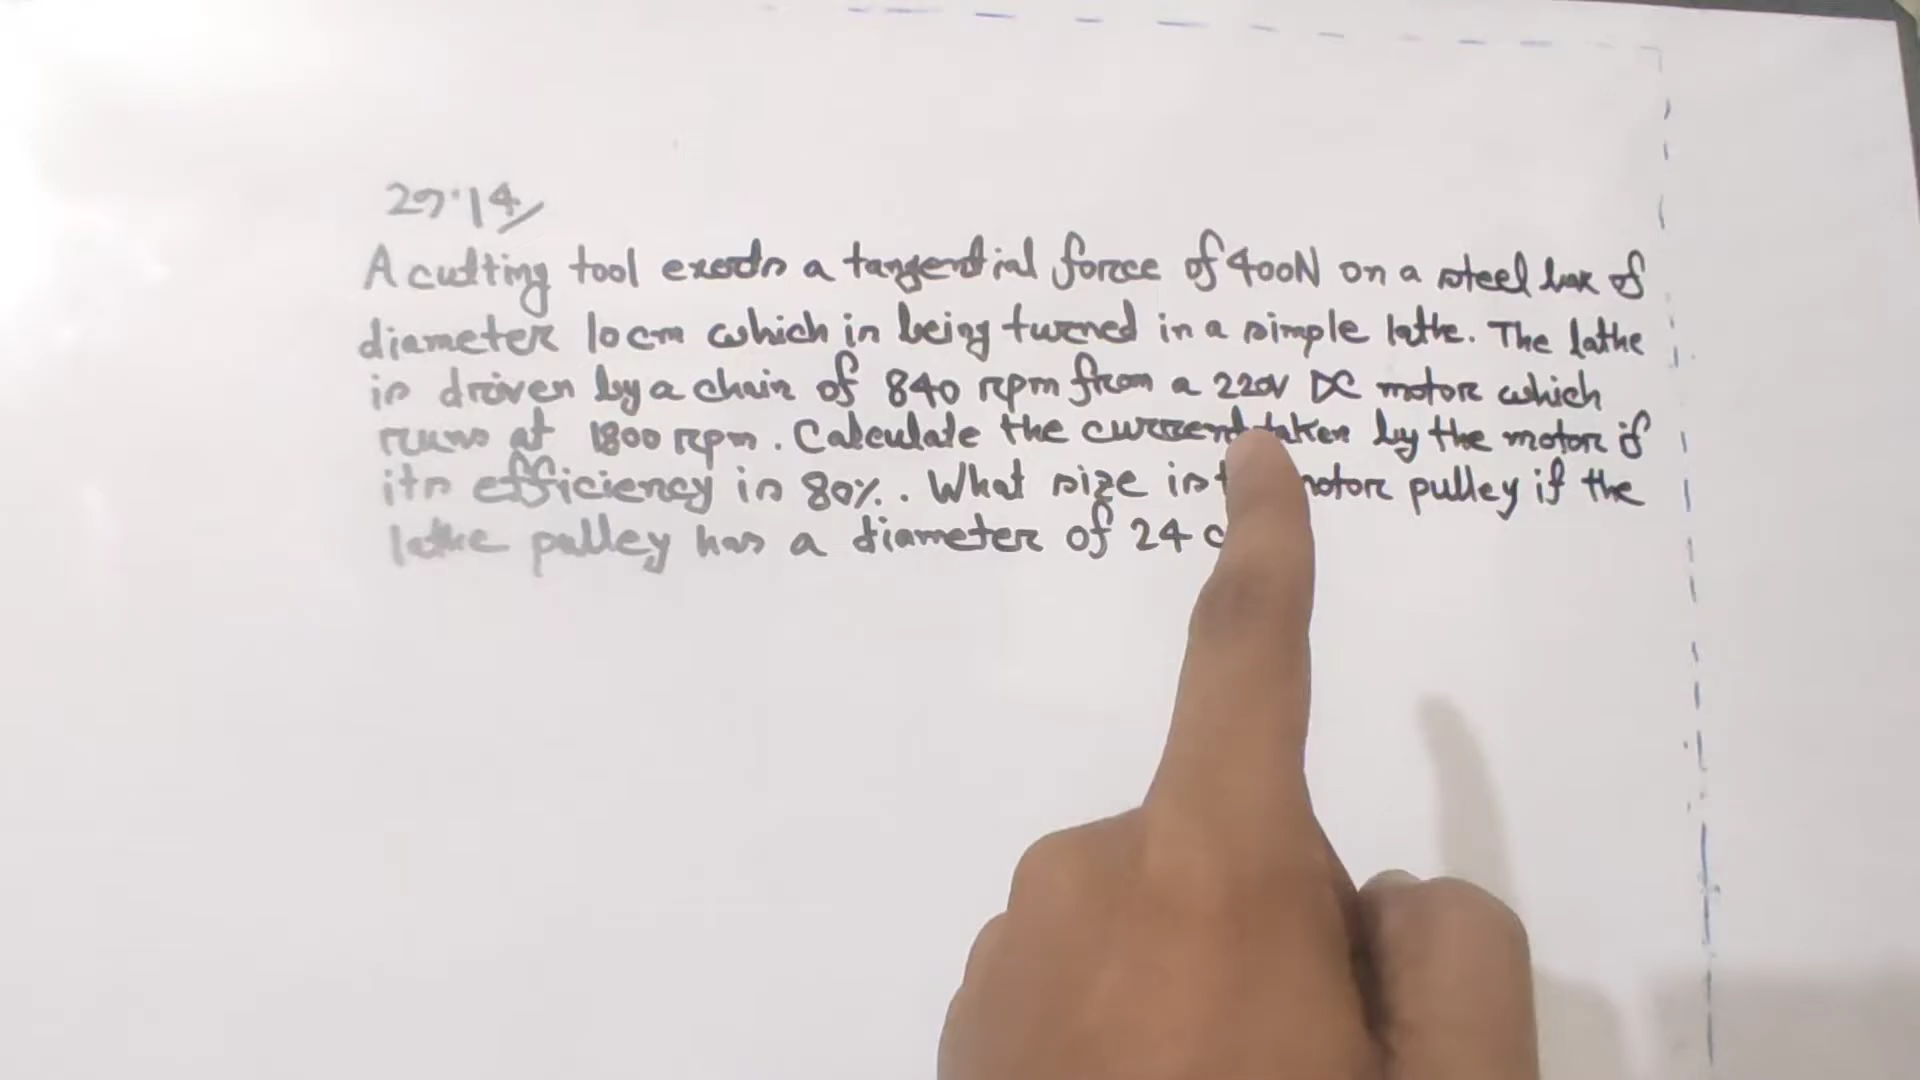 29.14/
A cutting tool exerts a tangential force of 400N on a steel bar of
diameter 10cm which is being turned in a simple lathe. The lathe
is driven by a chain of 840 rpm from a 220V DC motor which
runs at 1800 rpm. Calculate the current taken by the motor if
its efficiency is 80%. What size is motor pulley if the
lathe pulley has a diameter of 24